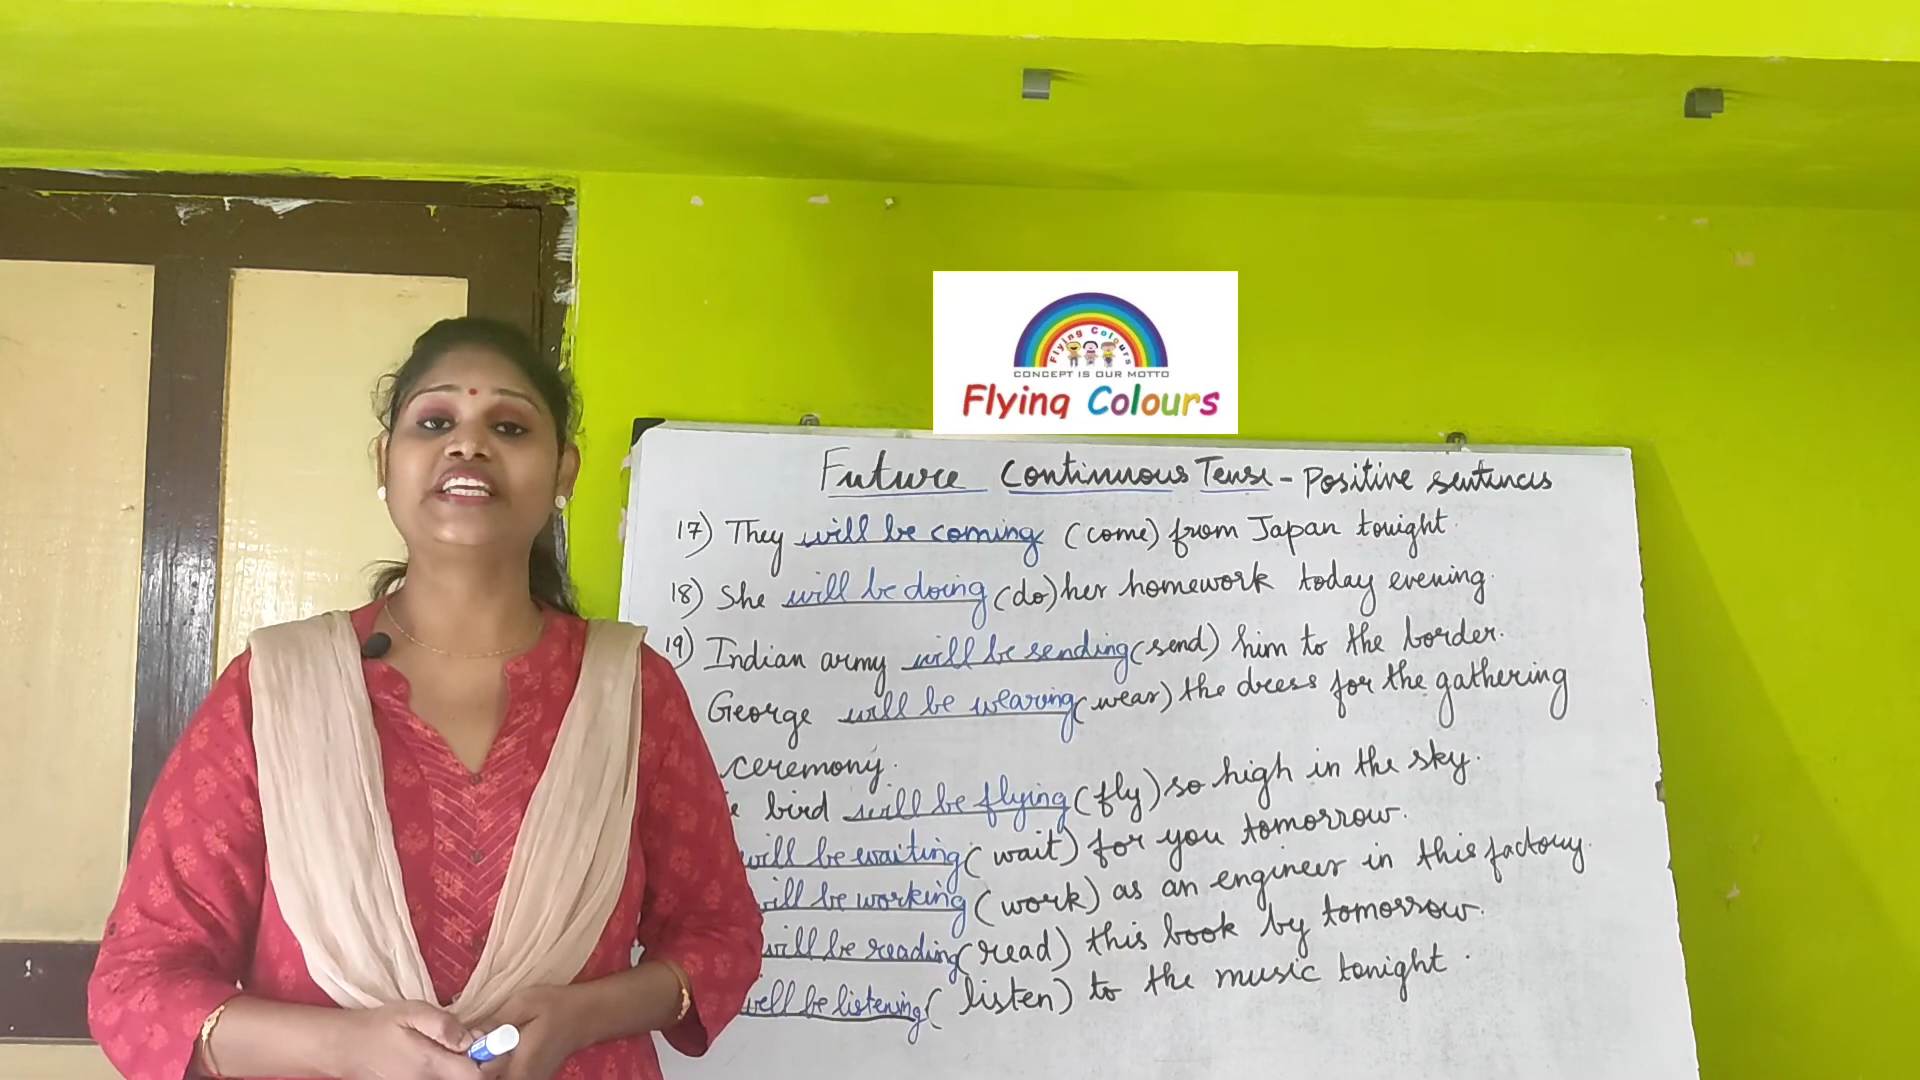 Flying Colours
CONCEPT IS OUR MOTTO
Flying Colours
Future Continuous Tense - Positive sentences
17) They will be coming (come) from Japan tonight.
18) She will be doing (do) her homework today evening.
19) Indian army will be sending (send) him to the border.
George will be wearing (wear) the dress for the gathering
ceremony.
bird will be flying (fly) so high in the sky.
will be waiting (wait) for you tomorrow.
will be working (work) as an engineer in this factory.
will be reading (read) this book by tomorrow.
will be listening (listen) to the music tonight.